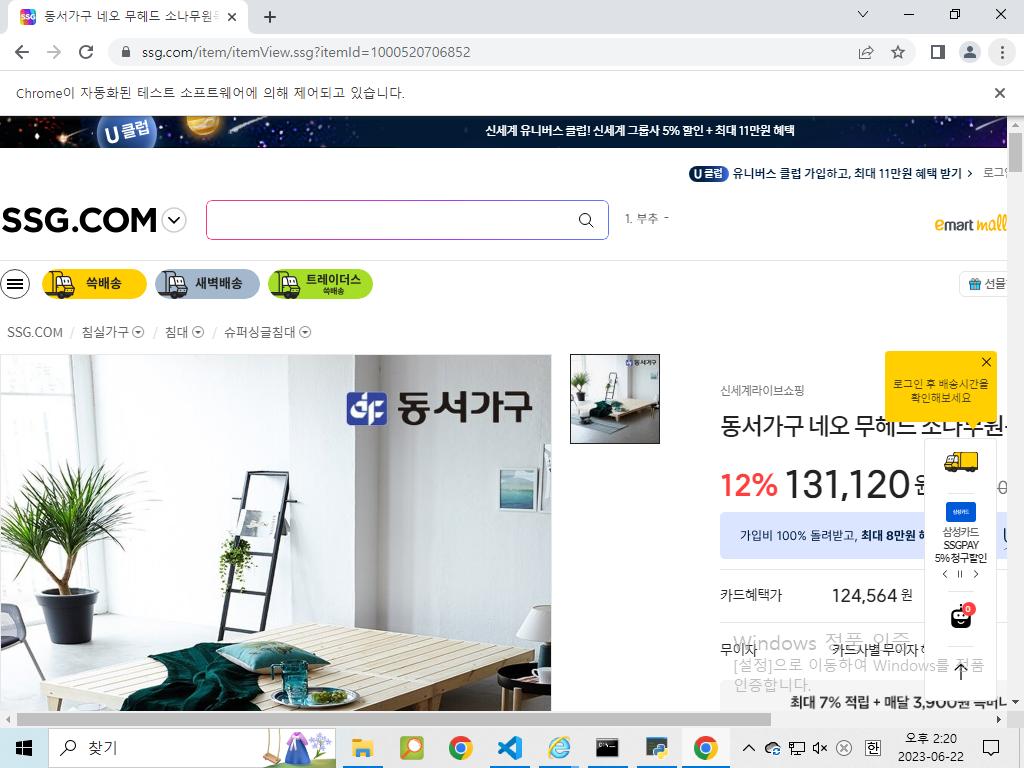 동서가구 네오 무헤드 소나무원목
ssg.com/item/itemView.ssg?itemId=1000520706852
Chrome이 자동화된 테스트 소프트웨어에 의해 제어되고 있습니다.
U클럽
신세계 유니버스 클럽! 신세계 그룹사 5% 할인 + 최대 11만원 혜택
U클럽 유니버스 클럽 가입하고, 최대 11만원 혜택 받기 › 로그인
SSG.COM
1. 부추 -
emart mall
쓱배송
새벽배송
트레이더스
쓱배송
선물
SSG.COM / 침실가구 / 침대 / 슈퍼싱글침대
동서가구
동서가구
신세계라이브쇼핑
로그인 후 배송시간을
확인해보세요
동서가구 네오 무헤드 소나무원
12% 131,120 원
가입비 100% 돌려받고, 최대 8만원
삼성카드
삼성카드
SSGPAY
5% 청구할인
카드혜택가 124,564 원
0
무이자 카드사별 무이자
Windows 정품 인증
[설정]으로 이동하여 Windows를 정품
인증합니다.
최대 7% 적립 + 매달 3,900원
찾기
한
오후 2:20
2023-06-22